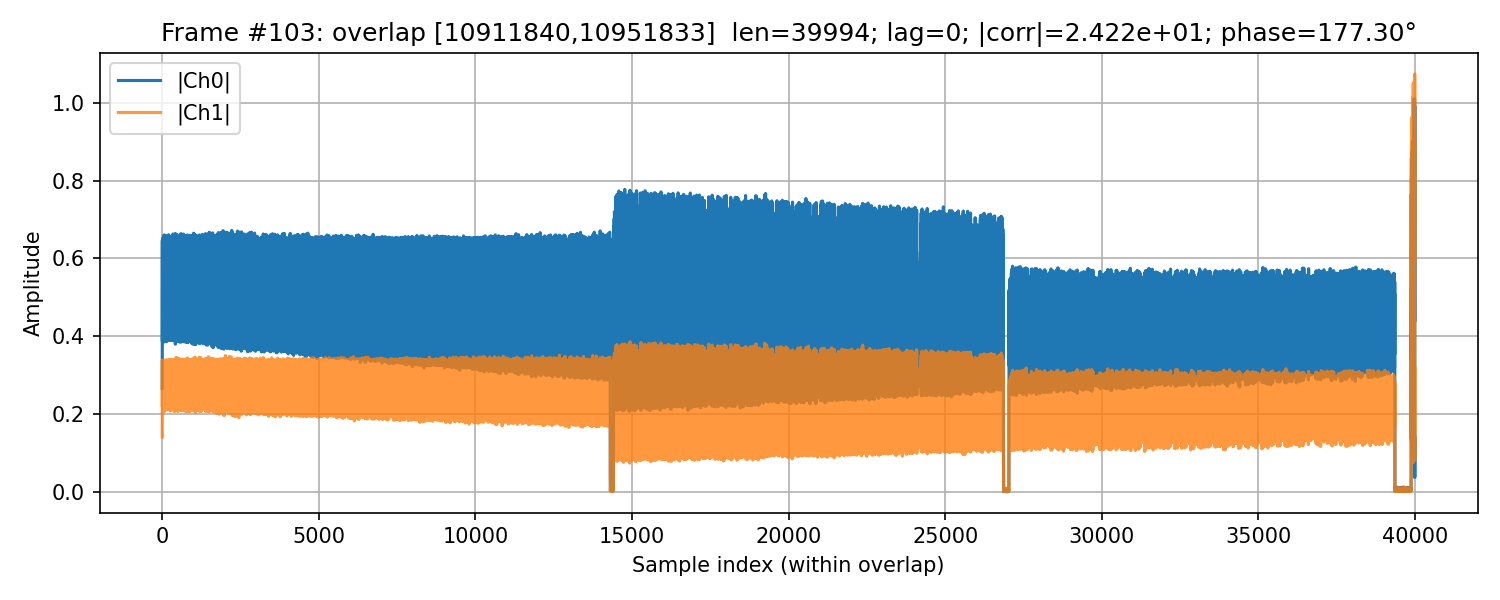 Frame #103: overlap [10911840,10951833]  len=39994; lag=0; |corr|=2.422e+01; phase=177.30°
|Ch0|
|Ch1|
Amplitude
1.0
0.8
0.6
0.4
0.2
0.0
0 5000 10000 15000 20000 25000 30000 35000 40000
Sample index (within overlap)